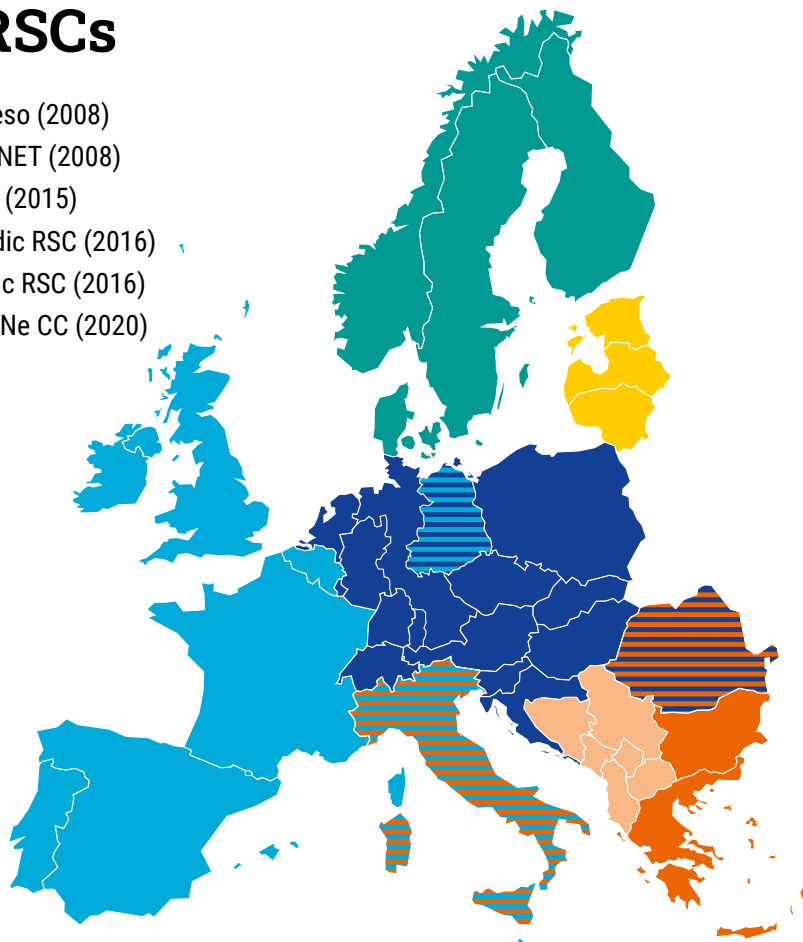 RSCs
eso (2008)
NET (2008)
(2015)
dic RSC (2016)
c RSC (2016)
Ne CC (2020)